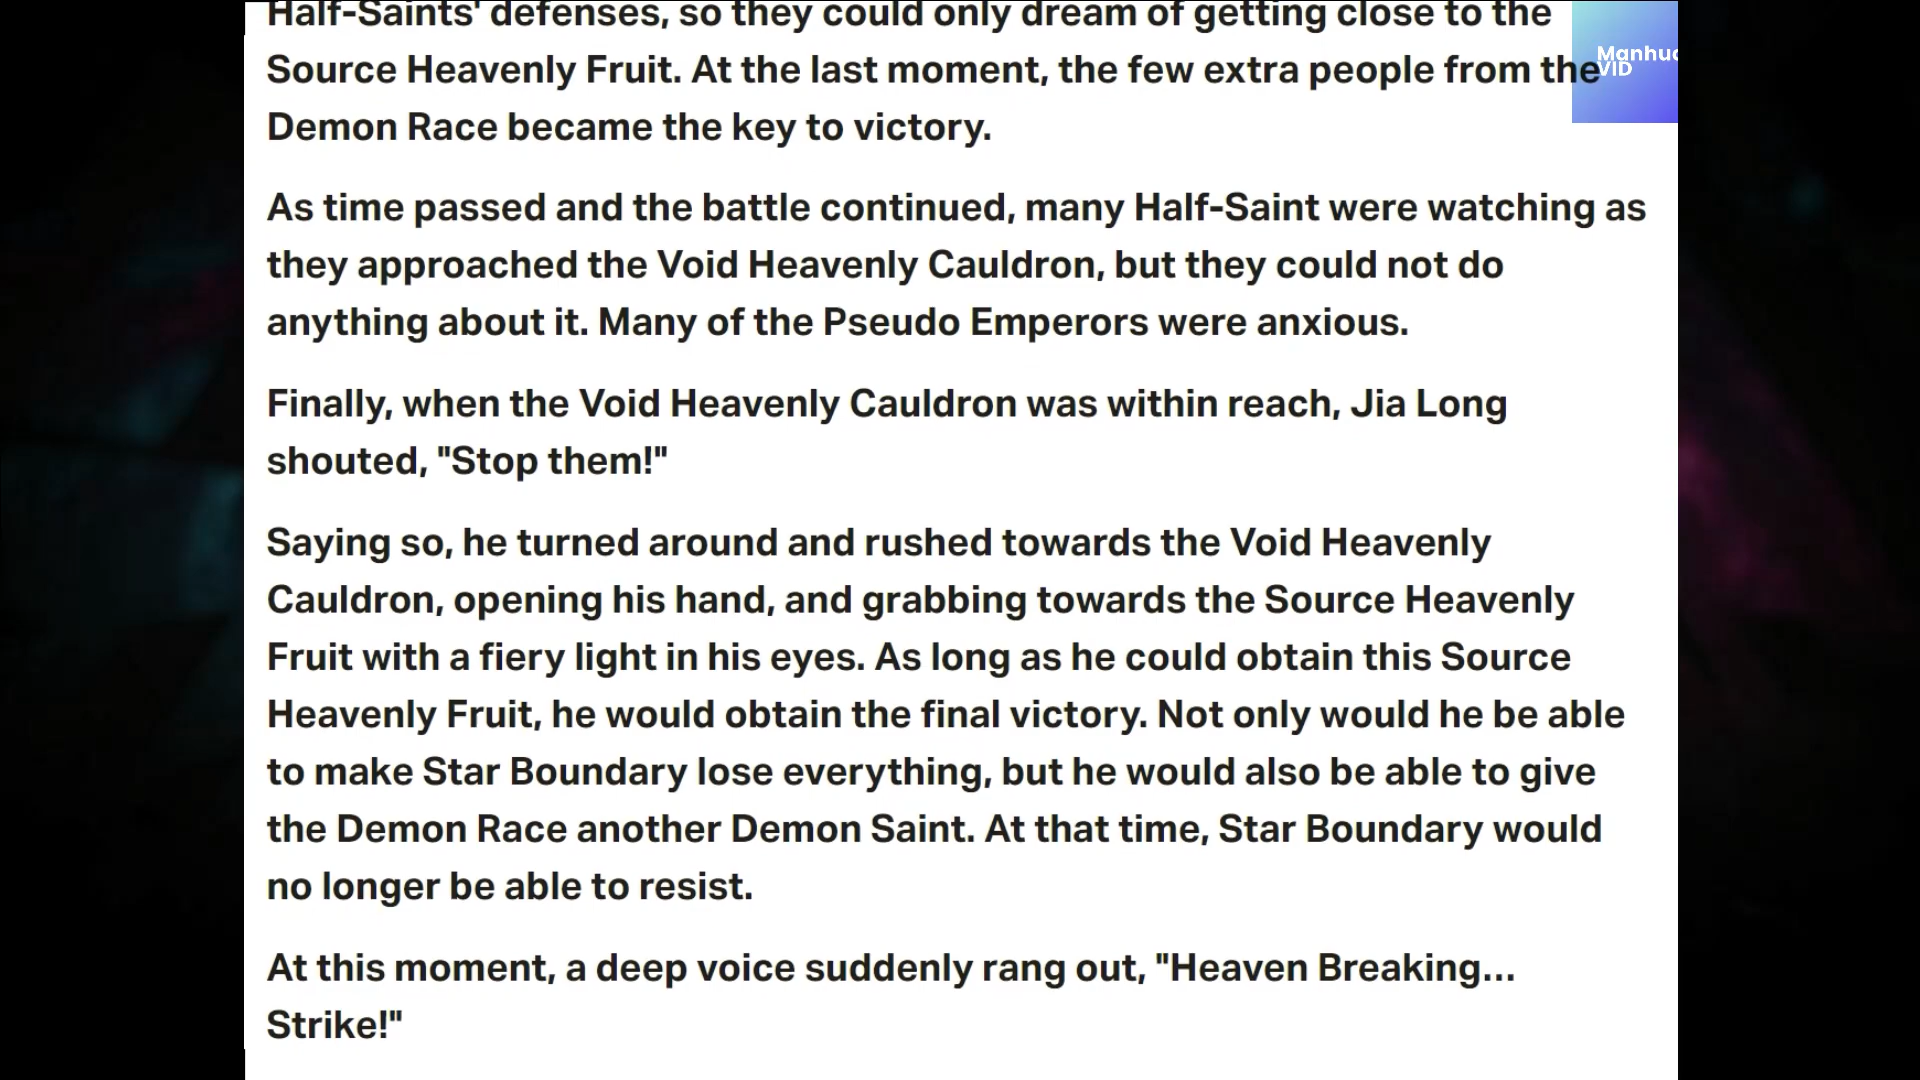 Half-Saints' defenses, so they could only dream of getting close to the
Source Heavenly Fruit. At the last moment, the few extra people from the
Demon Race became the key to victory.
As time passed and the battle continued, many Half-Saint were watching as
they approached the Void Heavenly Cauldron, but they could not do
anything about it. Many of the Pseudo Emperors were anxious.
Finally, when the Void Heavenly Cauldron was within reach, Jia Long
shouted, "Stop them!"
Saying so, he turned around and rushed towards the Void Heavenly
Cauldron, opening his hand, and grabbing towards the Source Heavenly
Fruit with a fiery light in his eyes. As long as he could obtain this Source
Heavenly Fruit, he would obtain the final victory. Not only would he be able
to make Star Boundary lose everything, but he would also be able to give
the Demon Race another Demon Saint. At that time, Star Boundary would
no longer be able to resist.
At this moment, a deep voice suddenly rang out, "Heaven Breaking...
Strike!"
Manhua
VID